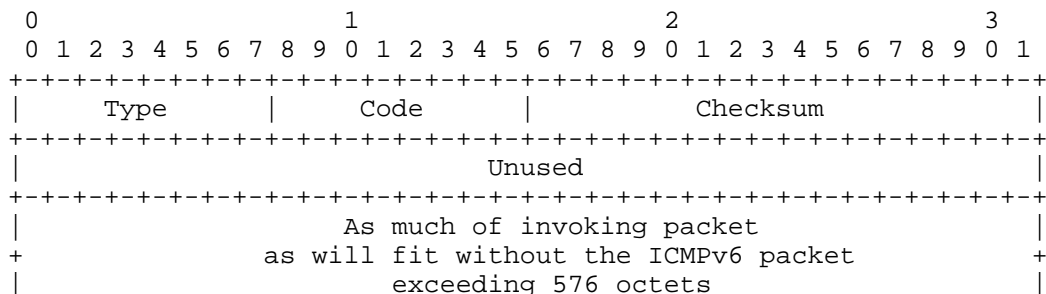 0                   1                   2                   3
 0 1 2 3 4 5 6 7 8 9 0 1 2 3 4 5 6 7 8 9 0 1 2 3 4 5 6 7 8 9 0 1
+-+-+-+-+-+-+-+-+-+-+-+-+-+-+-+-+-+-+-+-+-+-+-+-+-+-+-+-+-+-+-+-+
|     Type      |     Code      |          Checksum             |
+-+-+-+-+-+-+-+-+-+-+-+-+-+-+-+-+-+-+-+-+-+-+-+-+-+-+-+-+-+-+-+-+
|                             Unused                            |
+-+-+-+-+-+-+-+-+-+-+-+-+-+-+-+-+-+-+-+-+-+-+-+-+-+-+-+-+-+-+-+-+
|                    As much of invoking packet                 |
+               as will fit without the ICMPv6 packet           +
|                       exceeding 576 octets                    |